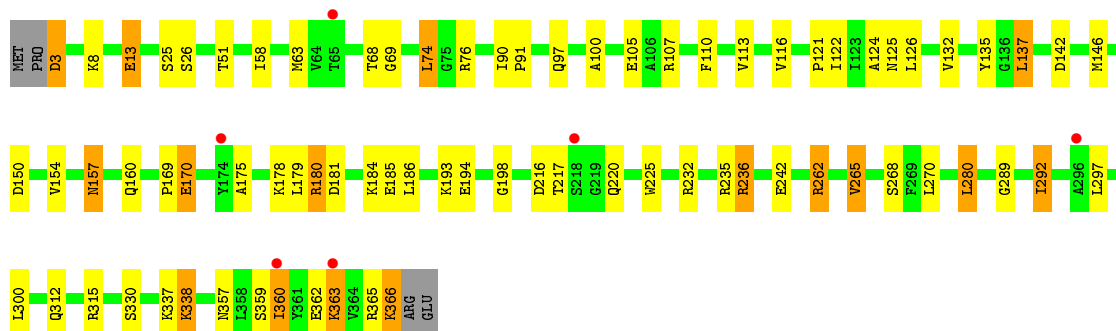 MET PRO D3 K8 E13 S25 S26 T51 I58 M63 V64 T65 T68 G69 L74 G75 R76 I90 P91 Q97 A100 E105 A106 R107 F110 V113 V116 P121 I122 I123 A124 N125 L126 V132 Y135 G136 L137 D142 M146
D150 V154 N157 Q160 P169 E170 Y174 A175 K178 L179 R180 D181 K184 E185 L186 K193 E194 G198 D216 T217 S218 G219 Q220 W225 R232 R235 R236 E242 R262 V265 S268 F269 L270 L280 G289 I292 A296 L297
L300 Q312 R315 S330 K337 K338 N357 L358 S359 I360 Y361 E362 K363 V364 R365 K366 ARG GLU